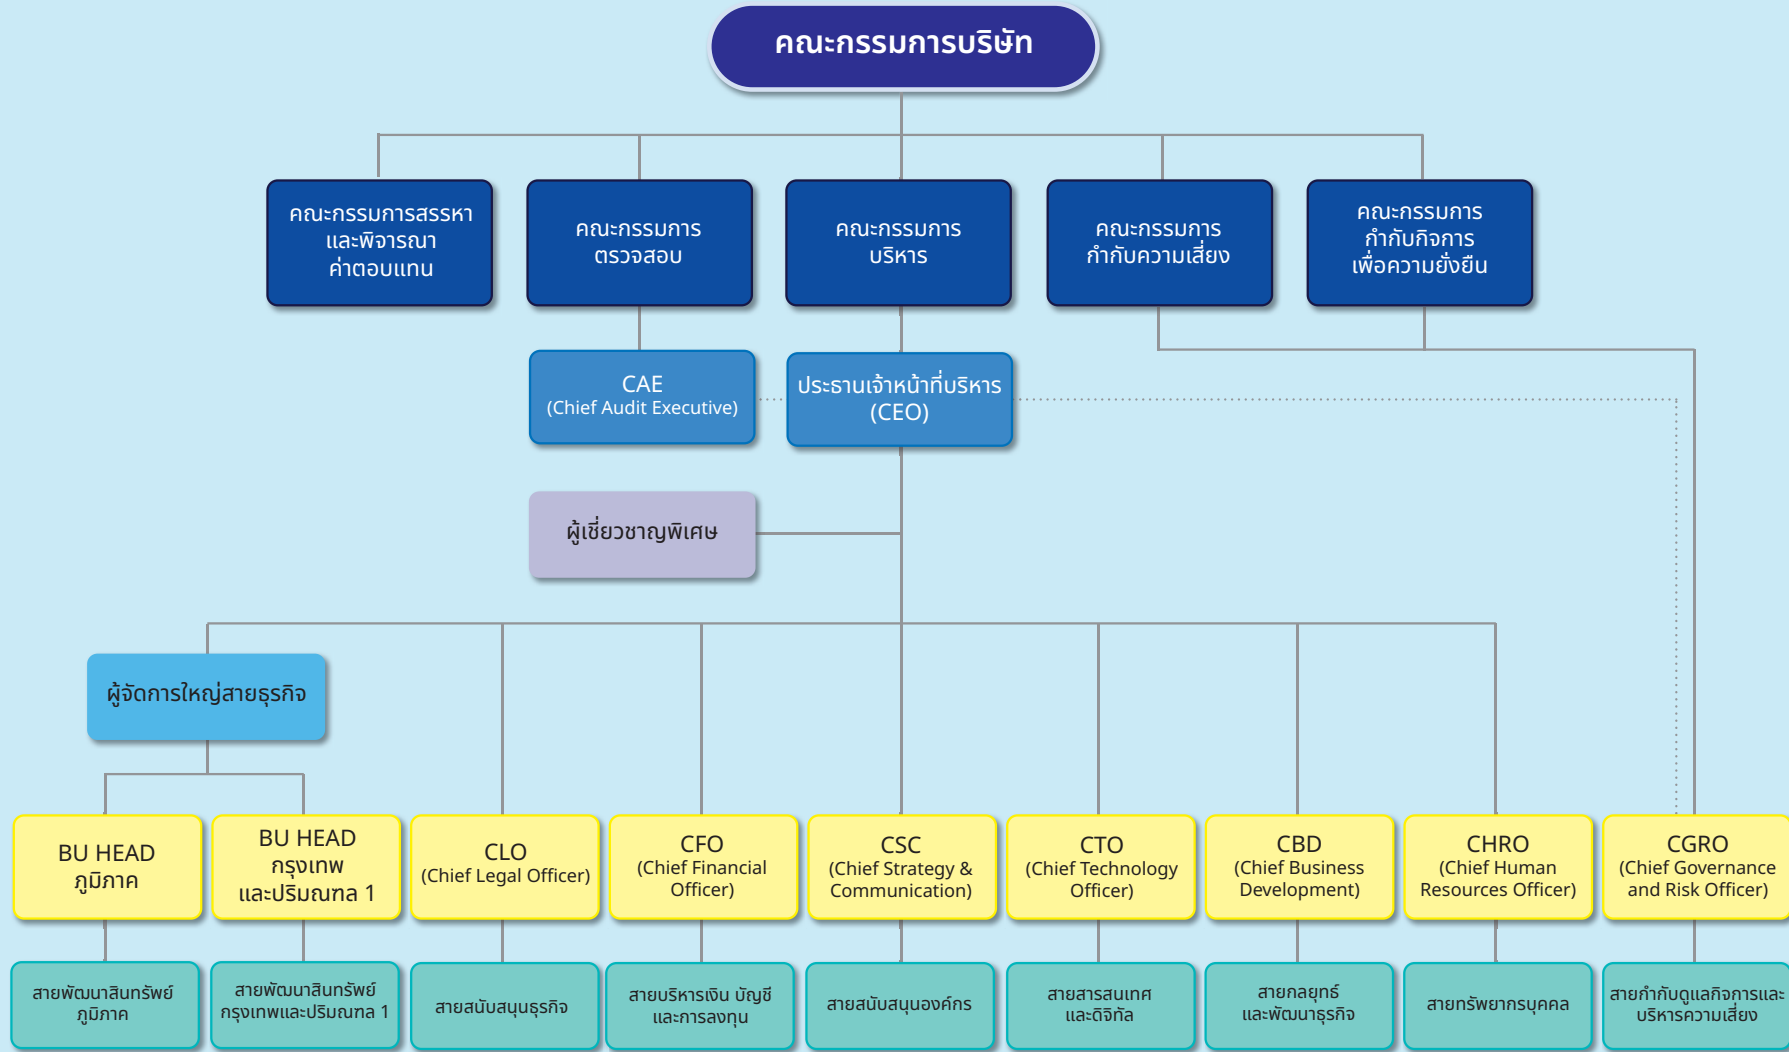 คณะกรรมการบริษัท
คณะกรรมการสรรหา
และพิจารณา
ค่าตอบแทน
คณะกรรมการ
ตรวจสอบ
คณะกรรมการ
บริหาร
คณะกรรมการ
กำกับความเสี่ยง
คณะกรรมการ
กำกับกิจการ
เพื่อความยั่งยืน
CAE
(Chief Audit Executive)
ประธานเจ้าหน้าที่บริหาร
(CEO)
ผู้เชี่ยวชาญพิเศษ
ผู้จัดการใหญ่สายธุรกิจ
BU HEAD
ภูมิภาค
BU HEAD
กรุงเทพ
และปริมณฑล 1
CLO
(Chief Legal Officer)
CFO
(Chief Financial
Officer)
CSC
(Chief Strategy &
Communication)
CTO
(Chief Technology
Officer)
CBD
(Chief Business
Development)
CHRO
(Chief Human
Resources Officer)
CGRO
(Chief Governance
and Risk Officer)
สายพัฒนาสินทรัพย์
ภูมิภาค
สายพัฒนาสินทรัพย์
กรุงเทพและปริมณฑล 1
สายสนับสนุนธุรกิจ
สายบริหารเงิน บัญชี
และการลงทุน
สายสนับสนุนองค์กร
สายสารสนเทศ
และดิจิทัล
สายกลยุทธ์
และพัฒนาธุรกิจ
สายทรัพยากรบุคคล
สายกำกับดูแลกิจการและ
บริหารความเสี่ยง